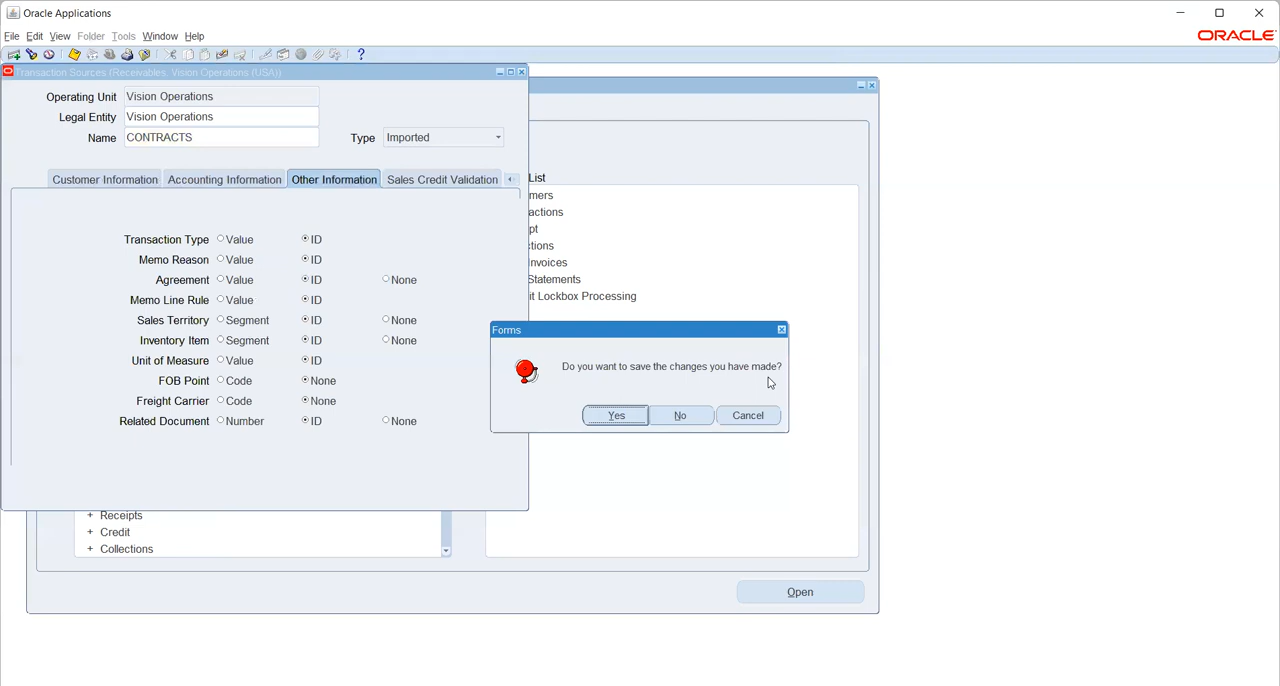 Oracle Applications
File Edit View Folder Tools Window Help
ORACLE
Transaction Sources (Receivables, Vision Operations (USA))
Operating Unit Vision Operations
Legal Entity Vision Operations
Name CONTRACTS Type Imported
Customer Information Accounting Information Other Information Sales Credit Validation
List
mers
Transaction Type Value ID
Memo Reason Value ID
Agreement Value ID None
Memo Line Rule Value ID
Sales Territory Segment ID None
Inventory Item Segment ID None
Unit of Measure Value ID
FOB Point Code None
Freight Carrier Code None
Related Document Number ID None
actions
pt
ctions
Invoices
Statements
it Lockbox Processing
Forms
Do you want to save the changes you have made?
Yes No Cancel
+ Receipts
+ Credit
+ Collections
Open